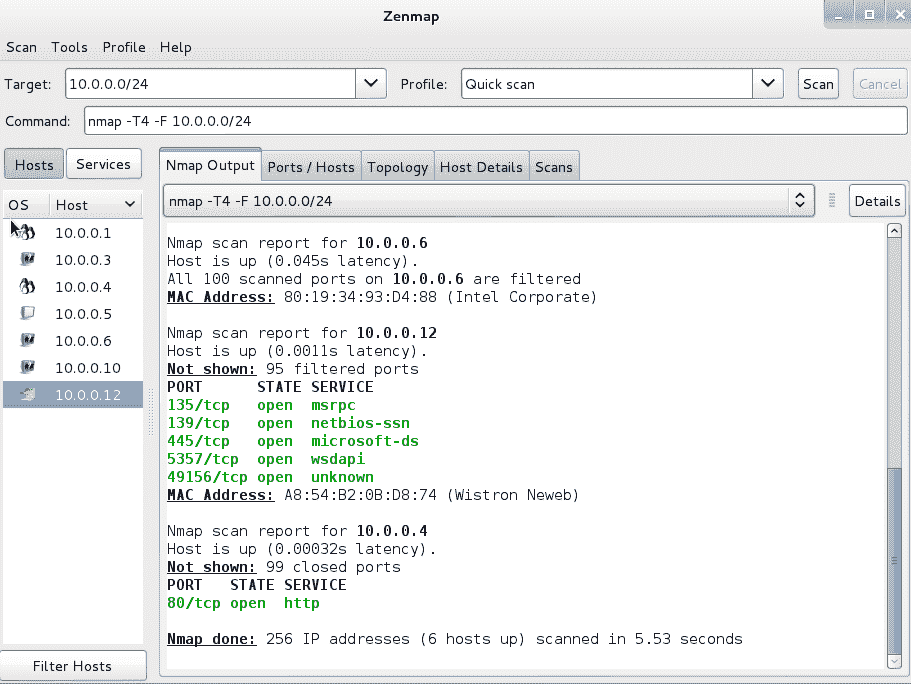 Zenmap
Scan Tools Profile Help
Target: 10.0.0.0/24 Profile: Quick scan Scan Cancel
Command: nmap -T4 -F 10.0.0.0/24
Hosts Services
Nmap Output Ports / Hosts Topology Host Details Scans
OS Host
nmap -T4 -F 10.0.0.0/24 Details
10.0.0.1
10.0.0.3
10.0.0.4
10.0.0.5
10.0.0.6
10.0.0.10
10.0.0.12
Filter Hosts
Nmap scan report for 10.0.0.6
Host is up (0.045s latency).
All 100 scanned ports on 10.0.0.6 are filtered
MAC Address: 80:19:34:93:D4:88 (Intel Corporate)
Nmap scan report for 10.0.0.12
Host is up (0.0011s latency).
Not shown: 95 filtered ports
PORT STATE SERVICE
135/tcp open msrpc
139/tcp open netbios-ssn
445/tcp open microsoft-ds
5357/tcp open wsdapi
49156/tcp open unknown
MAC Address: A8:54:B2:0B:D8:74 (Wistron Neweb)
Nmap scan report for 10.0.0.4
Host is up (0.00032s latency).
Not shown: 99 closed ports
PORT STATE SERVICE
80/tcp open http
Nmap done: 256 IP addresses (6 hosts up) scanned in 5.53 seconds